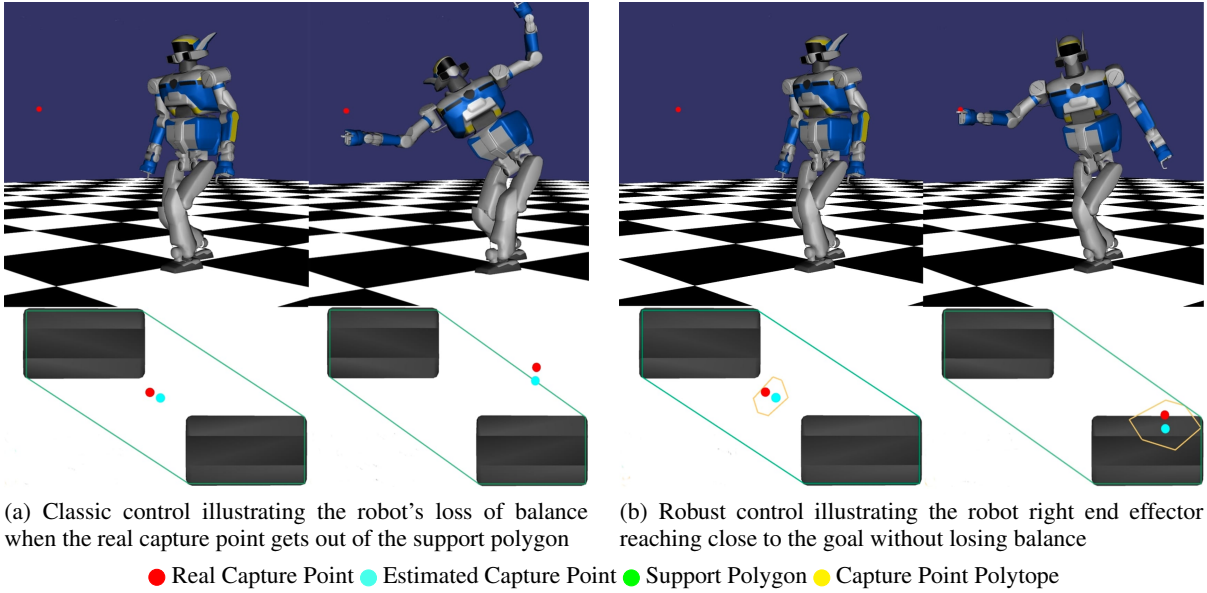 (a) Classic control illustrating the robot's loss of balance
when the real capture point gets out of the support polygon
(b) Robust control illustrating the robot right end effector
reaching close to the goal without losing balance
Real Capture Point Estimated Capture Point Support Polygon Capture Point Polytope